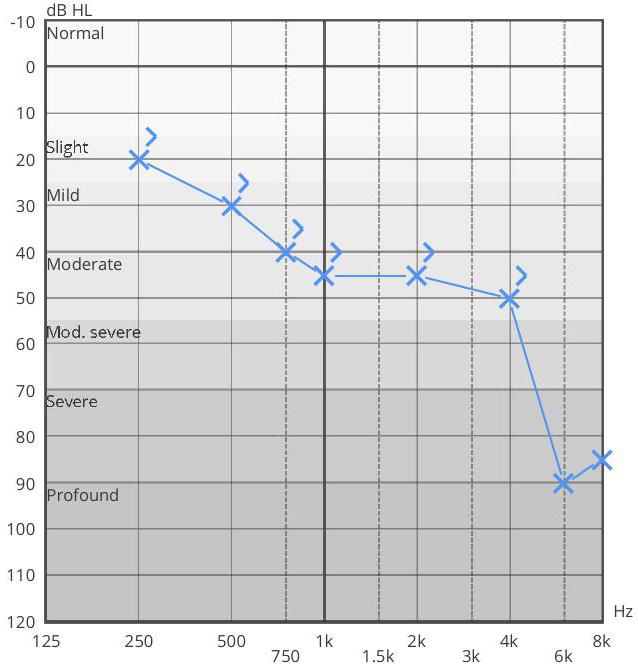 dB HL
-10
Normal
0
10
Slight
20
Mild
30
40
Moderate
50
Mod. severe
60
70
Severe
80
90
Profound
100
110
120
Hz
125 250 500 1k 2k 4k 8k
750 1.5k 3k 6k